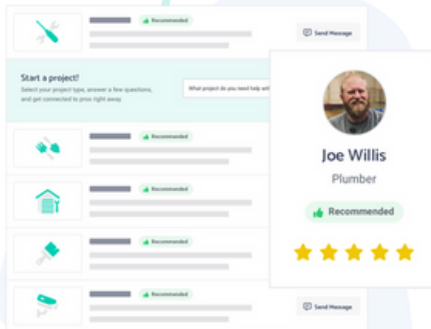 Recommended
Send Message
Start a project!
Select your project type, answer a few questions,
and get connected to pros right away
What project do you need help wit
Joe Willis
Plumber
Recommended
Recommended
Recommended
Recommended
Recommended
Send Message